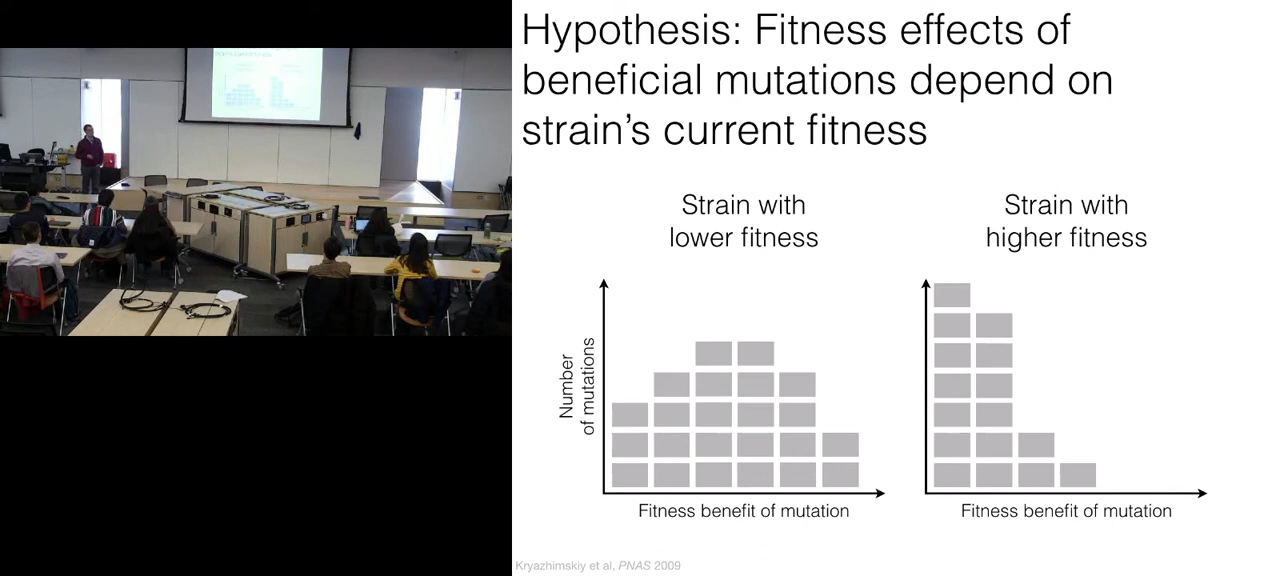 Hypothesis: Fitness effects of
beneficial mutations depend on
strain’s current fitness
Strain with
lower fitness
Strain with
higher fitness
Number
of mutations
Fitness benefit of mutation
Fitness benefit of mutation
Kryazhimskiy et al, PNAS 2009